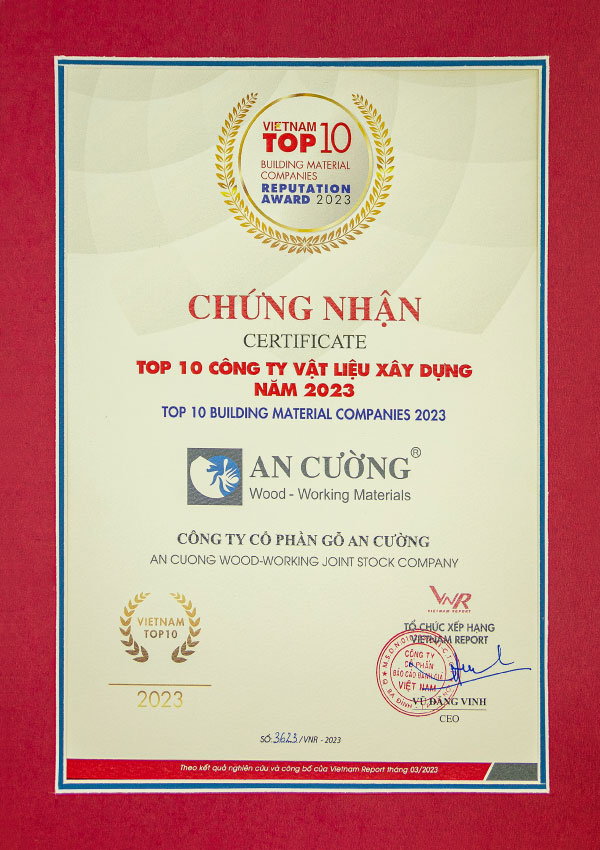 VIETNAM
TOP 10
BUILDING MATERIAL
COMPANIES
REPUTATION
AWARD 2023
CHỨNG NHẬN
CERTIFICATE
TOP 10 CÔNG TY VẬT LIỆU XÂY DỰNG
NĂM 2023
TOP 10 BUILDING MATERIAL COMPANIES 2023
AN CƯỜNG®
Wood - Working Materials
CÔNG TY CỔ PHẦN GỖ AN CƯỜNG
AN CUONG WOOD-WORKING JOINT STOCK COMPANY
VIETNAM
TOP10
2023
VNR
VIETNAM REPORT
TỔ CHỨC XẾP HẠNG
VIETNAM REPORT
CÔNG TY
CỔ PHẦN
BÁO CÁO ĐÁNH GIÁ
VIỆT NAM
VŨ ĐĂNG VINH
CEO
SỐ: 3623/VNR - 2023
Theo kết quả nghiên cứu và công bố của Vietnam Report tháng 03/2023